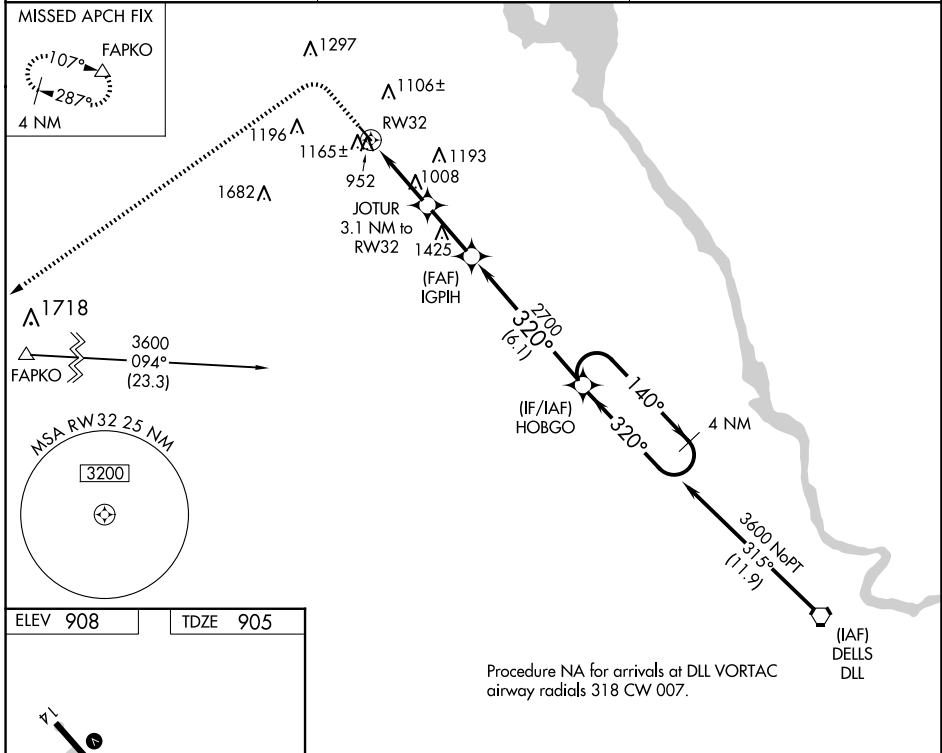 MISSED APCH FIX
FAPKO
107°
287°
4 NM
1297
1106±
RW32
1196
1165±
952
1193
1008
1682
JOTUR
3.1 NM to
RW32
1425
(FAF)
IGPIH
1718
FAPKO
3600
094°
(23.3)
2700
320°
(6.1)
(IF/IAF)
HOBGO
140°
320°
4 NM
MSA RW32 25 NM
3200
3600 NoPT
315°
(11.9)
(IAF)
DELLS
DLL
Procedure NA for arrivals at DLL VORTAC
airway radials 318 CW 007.
ELEV 908
TDZE 905
14
V